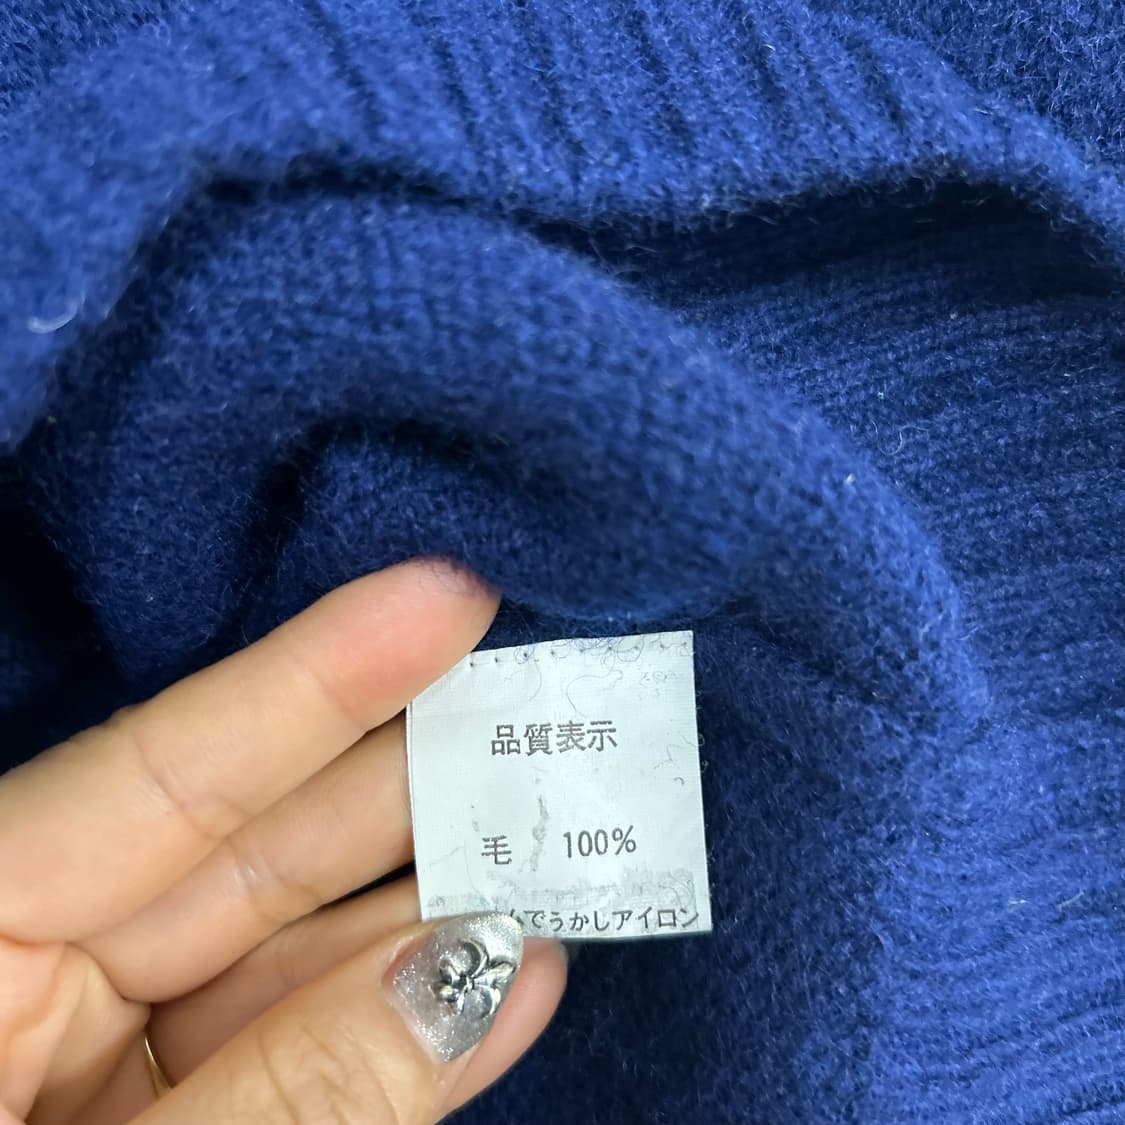 品質表示
毛 100%
でうかしアイロン